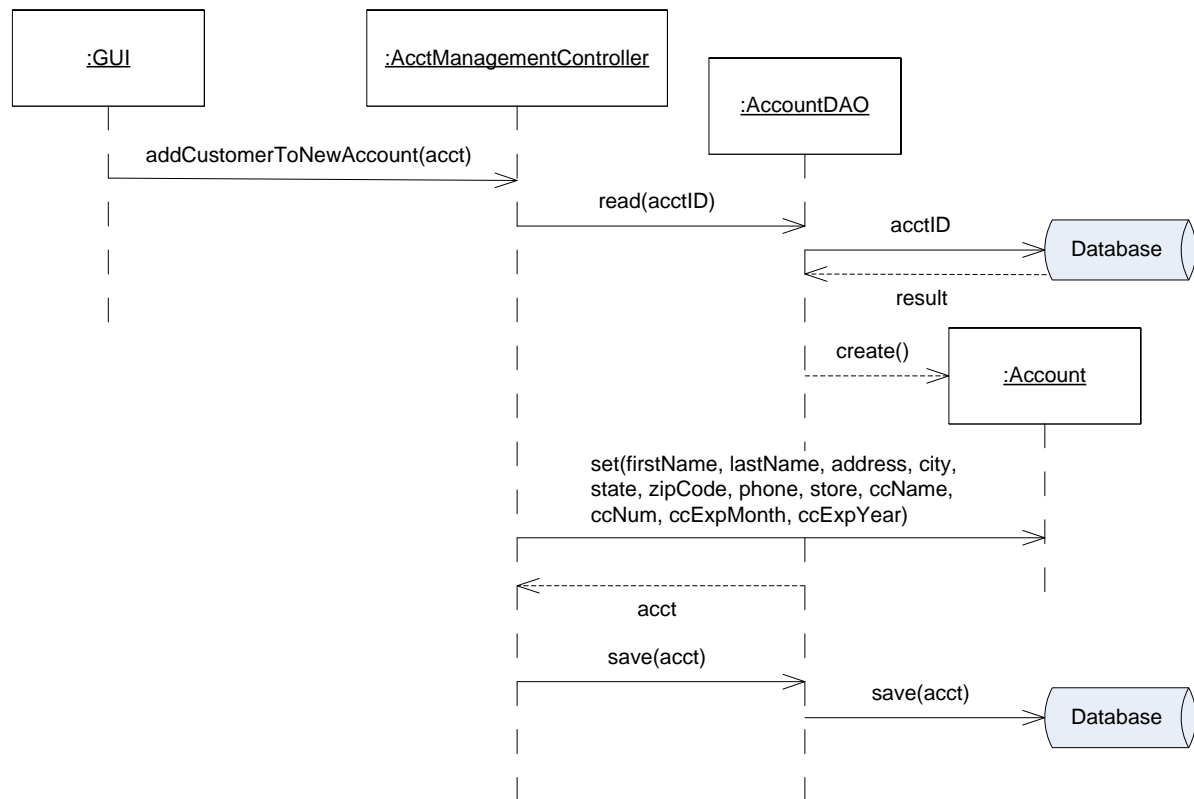 :GUI
:AcctManagementController
:AccountDAO
addCustomerToNewAccount(acct)
read(acctID)
acctID
Database
result
create()
:Account
set(firstName, lastName, address, city,
state, zipCode, phone, store, ccName,
ccNum, ccExpMonth, ccExpYear)
acct
save(acct)
save(acct)
Database